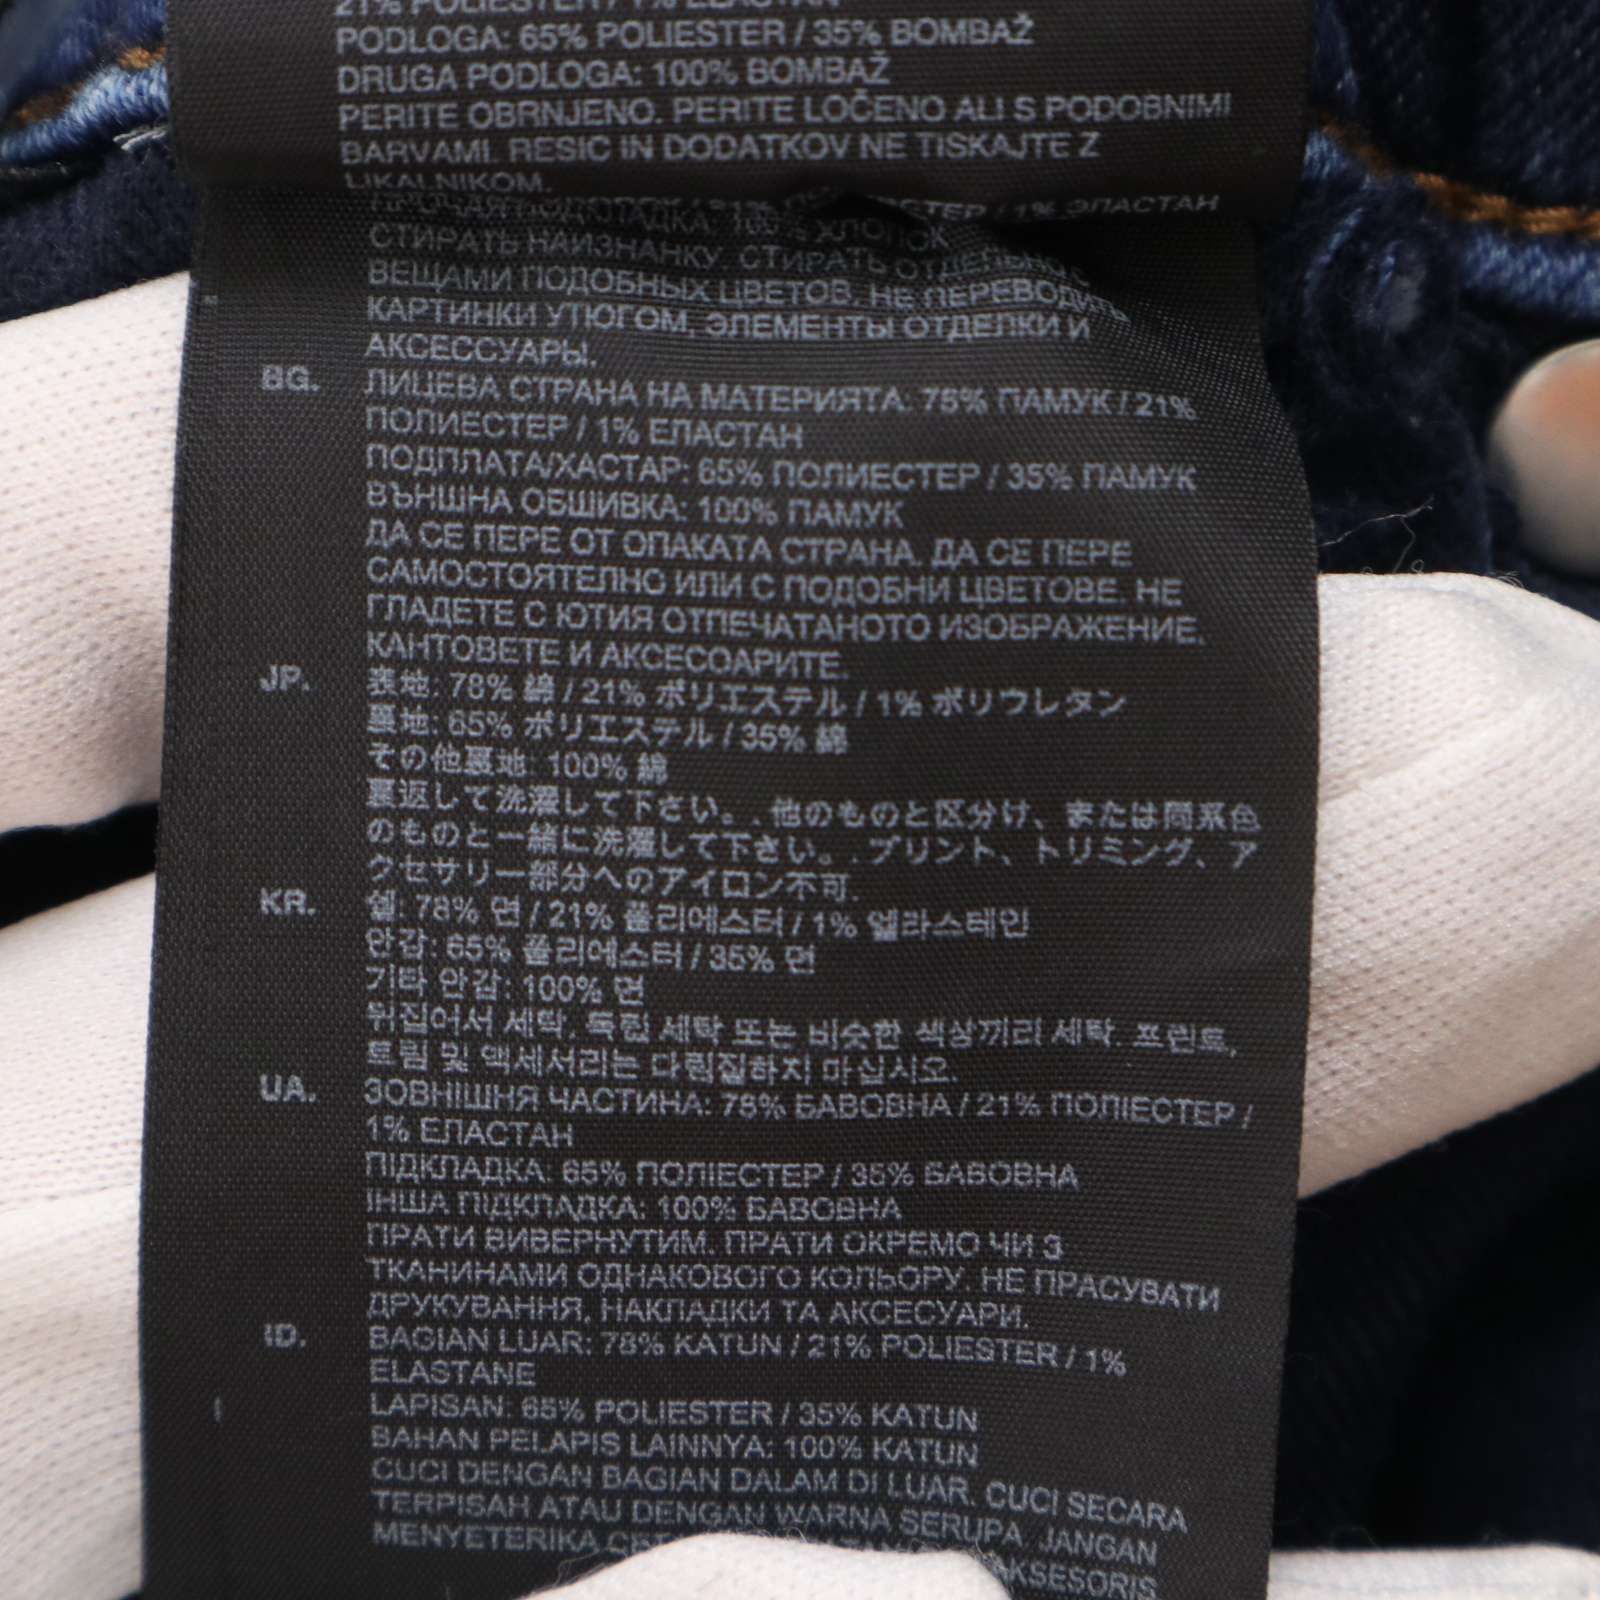 21% POLIESTER / 1% ELASTAN
PODLOGA: 65% POLIESTER / 35% BOMBAŽ
DRUGA PODLOGA: 100% BOMBAŽ
PERITE OBRNJENO. PERITE LOČENO ALI S PODOBNIMI
BARVAMI. RESIC IN DODATKOV NE TISKAJTE Z
LIKALNIKOM.
/ 1% ЭЛАСТАН
ПРОЧАЯ ПОДКЛАДКА: 100% ХЛОПОК
СТИРАТЬ НАИЗНАНКУ. СТИРАТЬ ОТДЕЛЬНО
ВЕЩАМИ ПОДОБНЫХ ЦВЕТОВ. НЕ ПЕРЕВОДИТЬ
КАРТИНКИ УТЮГОМ, ЭЛЕМЕНТЫ ОТДЕЛКИ И
АКСЕССУАРЫ.
BG. ЛИЦЕВА СТРАНА НА МАТЕРИЯТА: 78% ПАМУК / 21%
ПОЛИЕСТЕР / 1% ЕЛАСТАН
ПОДПЛАТА/ХАСТАР: 65% ПОЛИЕСТЕР / 35% ПАМУК
ВЪНШНА ОБШИВКА: 100% ПАМУК
ДА СЕ ПЕРЕ ОТ ОПАКАТА СТРАНА. ДА СЕ ПЕРЕ
САМОСТОЯТЕЛНО ИЛИ С ПОДОБНИ ЦВЕТОВЕ. НЕ
ГЛАДЕТЕ С ЮТИЯ ОТПЕЧАТАНОТО ИЗОБРАЖЕНИЕ,
КАНТОВЕТЕ И АКСЕСОАРИТЕ.
JP. 表地: 78% 綿 / 21% ポリエステル / 1% ポリウレタン
裏地: 65% ポリエステル / 35% 綿
その他裏地: 100% 綿
裏返して洗濯して下さい。. 他のものと区分け、または同系色
のものと一緒に洗濯して下さい。. プリント、トリミング、ア
クセサリー部分へのアイロン不可.
KR. 쉘: 78% 면 / 21% 폴리에스터 / 1% 엘라스테인
안감: 65% 폴리에스터 / 35% 면
기타 안감: 100% 면
뒤집어서 세탁. 독립 세탁 또는 비슷한 색상끼리 세탁. 프린트,
트림 및 액세서리는 다림질하지 마십시오.
UA. ЗОВНІШНЯ ЧАСТИНА: 78% БАВОВНА / 21% ПОЛІЕСТЕР /
1% ЕЛАСТАН
ПІДКЛАДКА: 65% ПОЛІЕСТЕР / 35% БАВОВНА
ІНША ПІДКЛАДКА: 100% БАВОВНА
ПРАТИ ВИВЕРНУТИМ. ПРАТИ ОКРЕМО ЧИ З
ТКАНИНАМИ ОДНАКОВОГО КОЛЬОРУ. НЕ ПРАСУВАТИ
ДРУКУВАННЯ, НАКЛАДКИ ТА АКСЕСУАРИ.
ID. BAGIAN LUAR: 78% KATUN / 21% POLIESTER / 1%
ELASTANE
LAPISAN: 65% POLIESTER / 35% KATUN
BAHAN PELAPIS LAINNYA: 100% KATUN
CUCI DENGAN BAGIAN DALAM DI LUAR. CUCI SECARA
TERPISAH ATAU DENGAN WARNA SERUPA. JANGAN
MENYETERIKA AKSESORIS